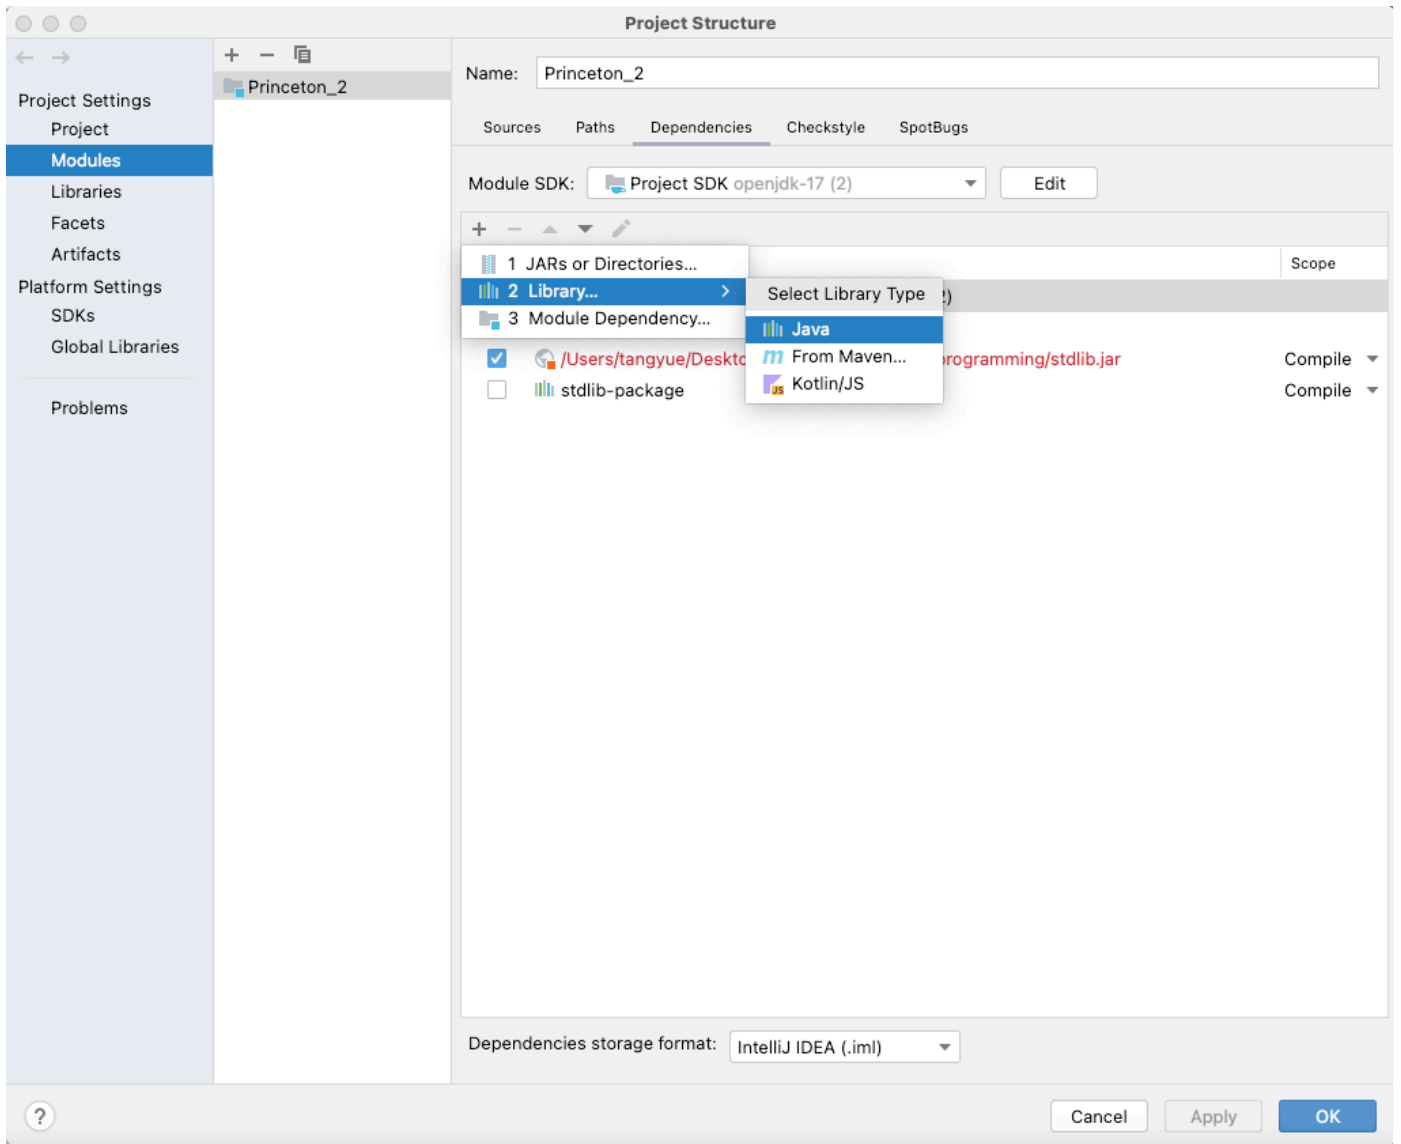 Project Structure
Project Settings
Project
Modules
Libraries
Facets
Artifacts
Platform Settings
SDKs
Global Libraries
Problems
Princeton_2
Name: Princeton_2
Sources Paths Dependencies Checkstyle SpotBugs
Module SDK: Project SDK openjdk-17 (2) Edit
Scope
1 JARs or Directories...
2 Library...
3 Module Dependency...
Select Library Type
Java
From Maven...
Kotlin/JS
2)
/Users/tangyue/Deskto programming/stdlib.jar Compile
stdlib-package Compile
Dependencies storage format: IntelliJ IDEA (.iml)
? Cancel Apply OK